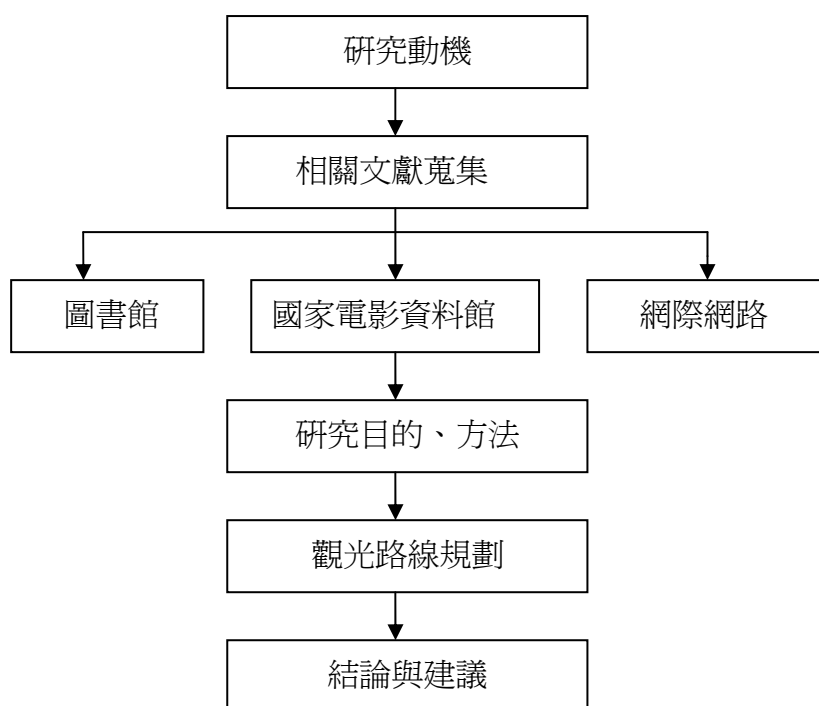 研究動機
相關文獻蒐集
圖書館
國家電影資料館
網際網路
研究目的、方法
觀光路線規劃
結論與建議